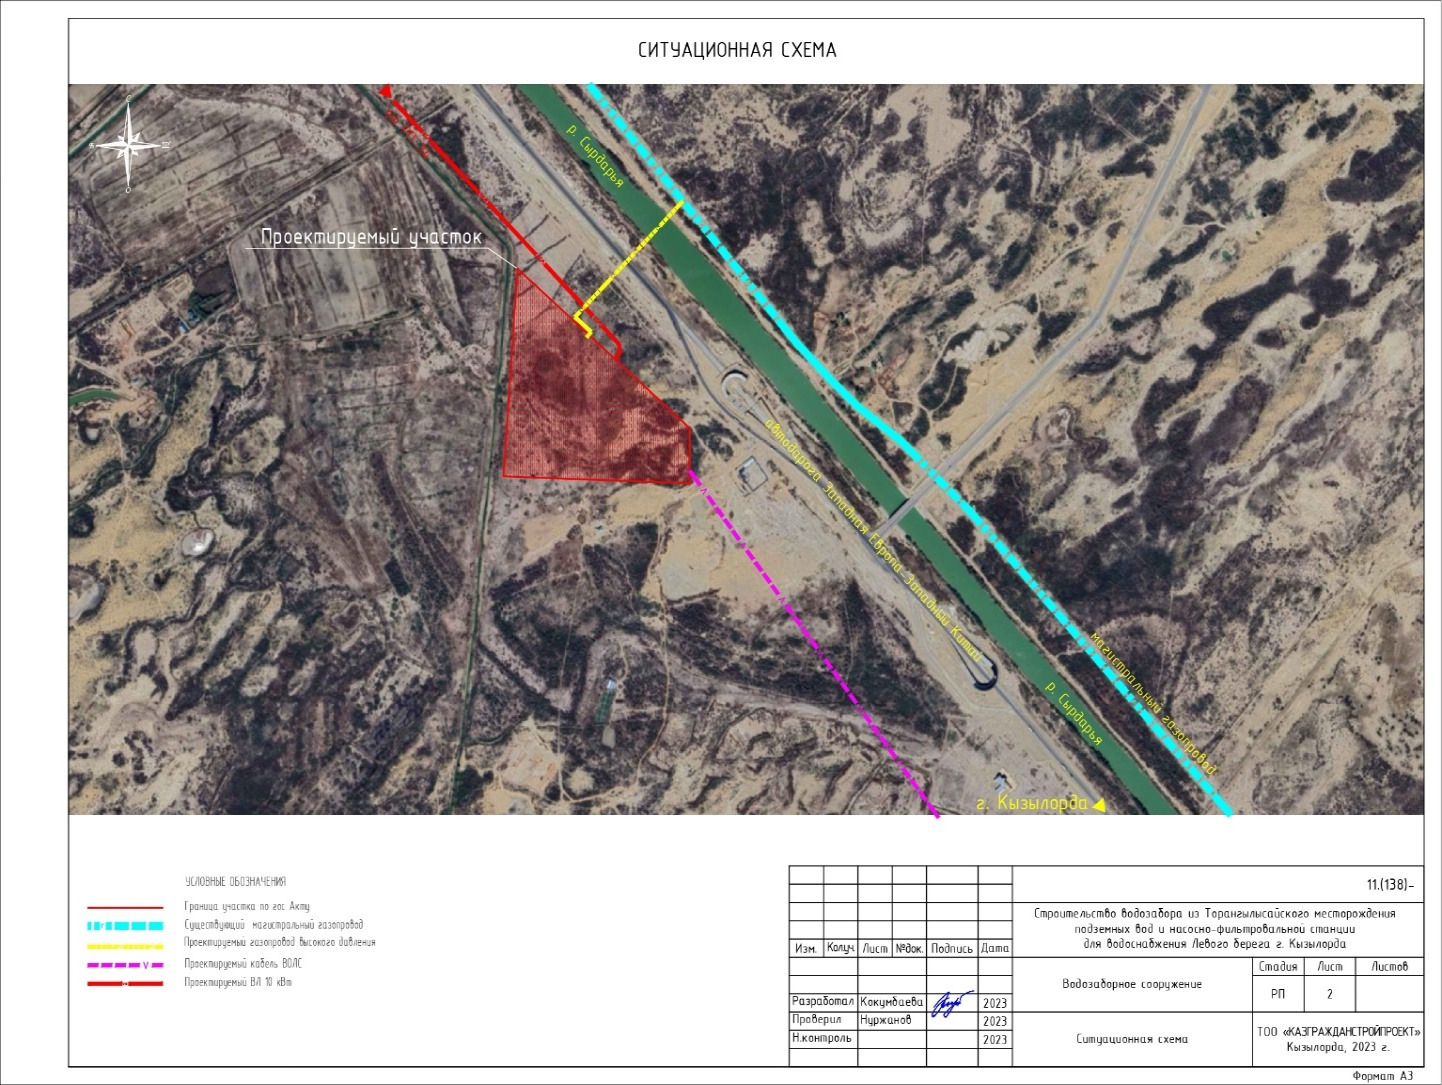 СИТУАЦИОННАЯ СХЕМА
С
О
р. Сырдарья
Проектируемый участок
автодорога Западная Европа-Западный Китай
магистральный газопровод
р. Сырдарья
г. Кызылорда
УСЛОВНЫЕ ОБОЗНАЧЕНИЯ
Граница участка по гос Акту
Существующий магистральный газопровод
Проектируемый газопровод высокого давления
V Проектируемый кабель ВОЛС
Проектируемый ВЛ 10 кВт
11.(138)-
Строительство водозабора из Торангылысайского месторождения
подземных вод и насосно-фильтровальной станции
для водоснабжения Левого берега г. Кызылорда
Изм. Колуч Лист №док. Подпись Дата
Водозаборное сооружение
Стадия Лист Листов
РП 2
Разработал Кокумбаева 2023
Проверил Нуржанов 2023
Н.контроль 2023
Ситуационная схема
ТОО «КАЗГРАЖДАНСТРОЙПРОЕКТ»
Кызылорда, 2023 г.
Формат А3